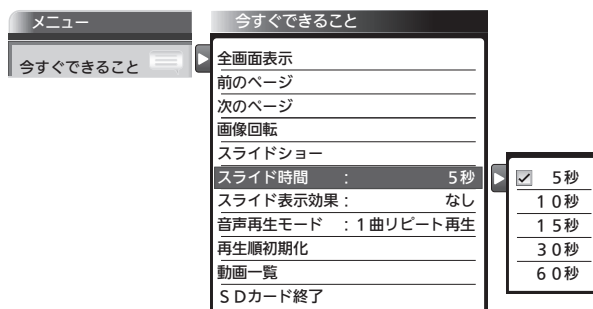 メニュー
今すぐできること
今すぐできること
全画面表示
前のページ
次のページ
画像回転
スライドショー
スライド時間 : 5秒
スライド表示効果 : なし
音声再生モード : 1曲リピート再生
再生順初期化
動画一覧
SDカード終了
5秒
10秒
15秒
30秒
60秒